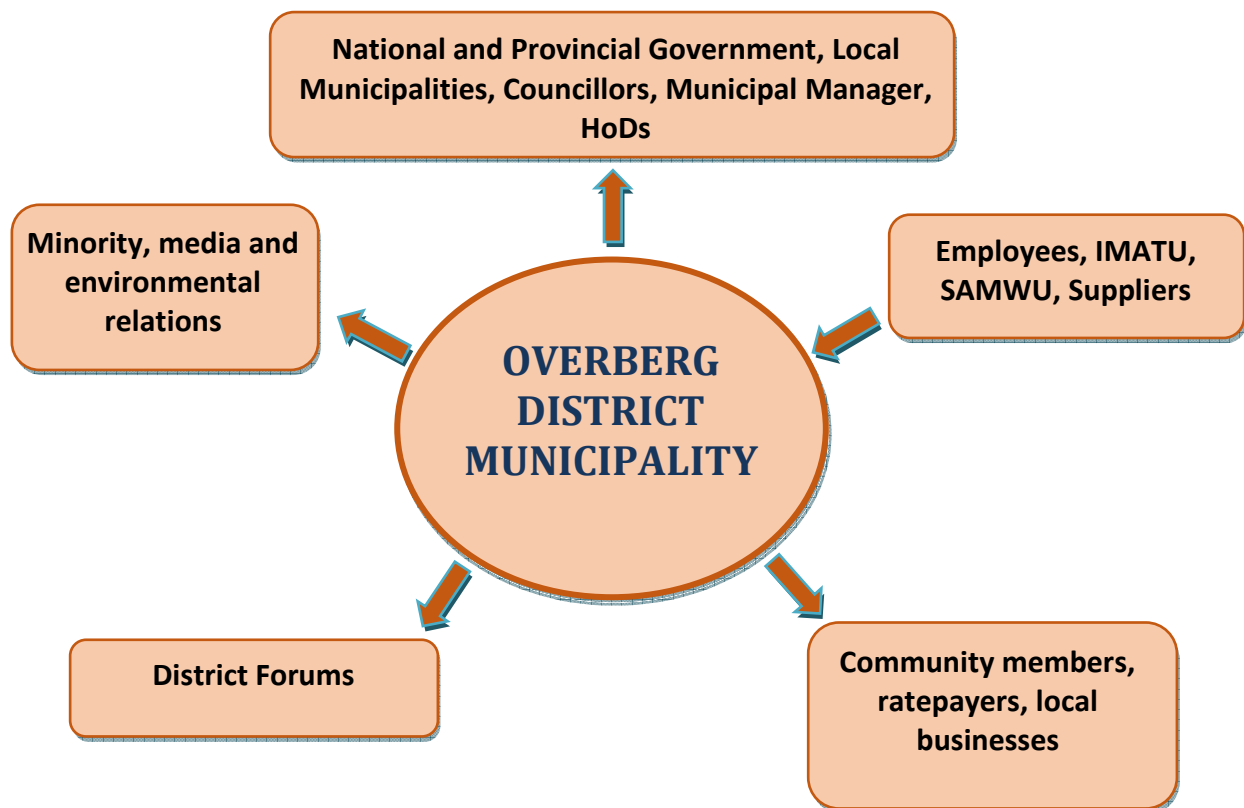 National and Provincial Government, Local
Municipalities, Councillors, Municipal Manager,
HoDs
Minority, media and
environmental
relations
Employees, IMATU,
SAMWU, Suppliers
OVERBERG
DISTRICT
MUNICIPALITY
District Forums
Community members,
ratepayers, local
businesses